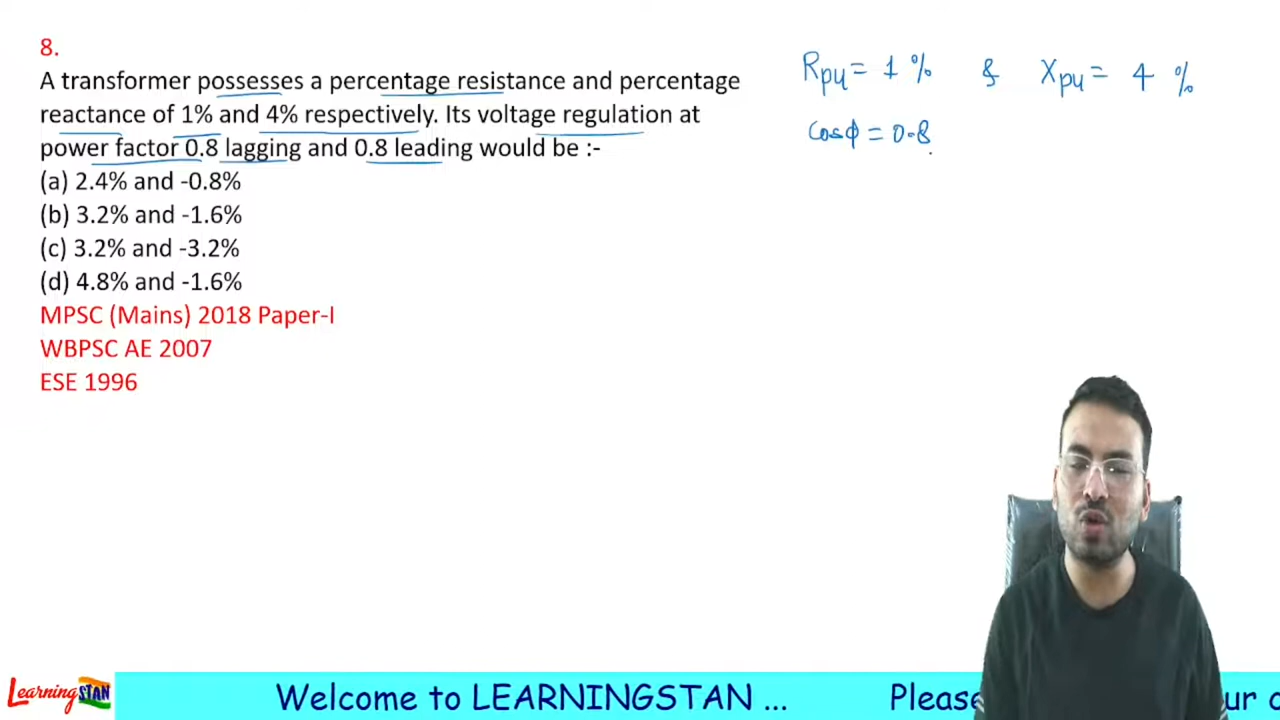 8.
A transformer possesses a percentage resistance and percentage
reactance of 1% and 4% respectively. Its voltage regulation at
power factor 0.8 lagging and 0.8 leading would be :-
(a) 2.4% and -0.8%
(b) 3.2% and -1.6%
(c) 3.2% and -3.2%
(d) 4.8% and -1.6%
MPSC (Mains) 2018 Paper-I
WBPSC AE 2007
ESE 1996
Rpu = 1 % & Xpu = 4 %
cosϕ = 0.8
LearningSTAN
Welcome to LEARNINGSTAN ... Please